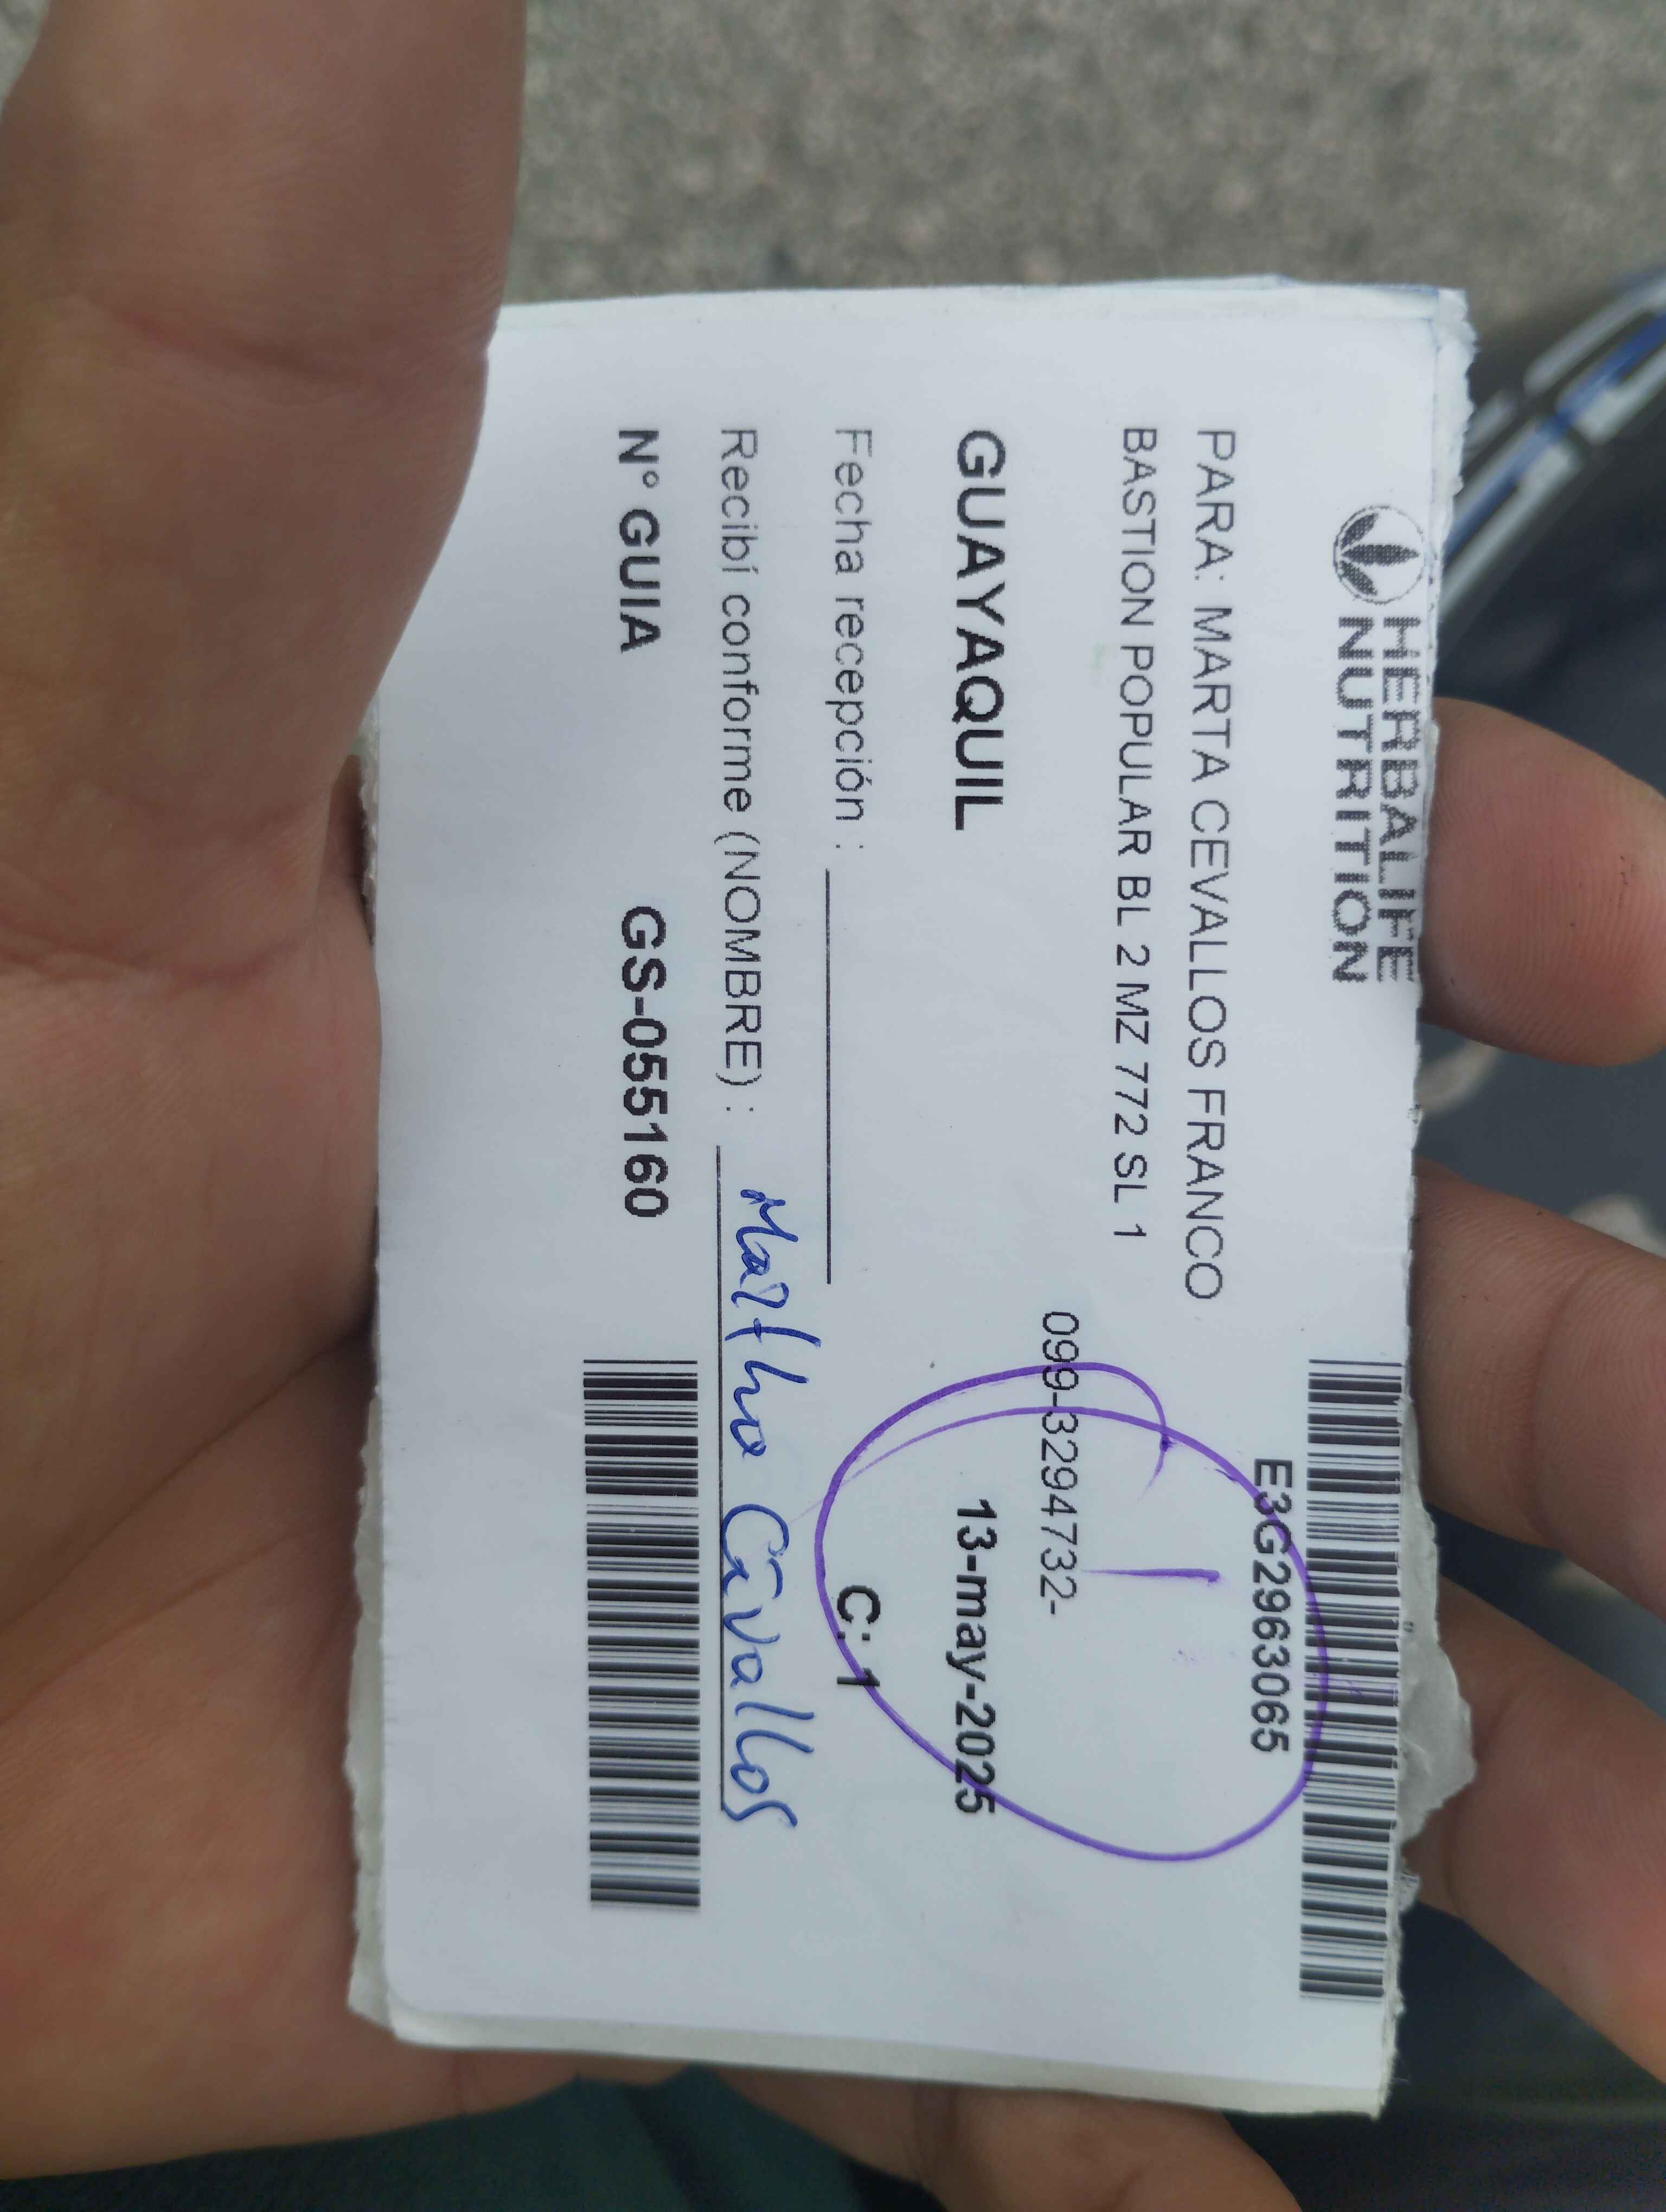 HERBALIFE
NUTRITION
E3G2963065
PARA: MARTA CEVALLOS FRANCO
BASTION POPULAR BL 2 MZ 772 SL 1
1
099-3294732-
GUAYAQUIL
13-may-2025
Fecha recepción :
C: 1
Recibí conforme (NOMBRE) : Martha Cevallos
N° GUIA GS-055160